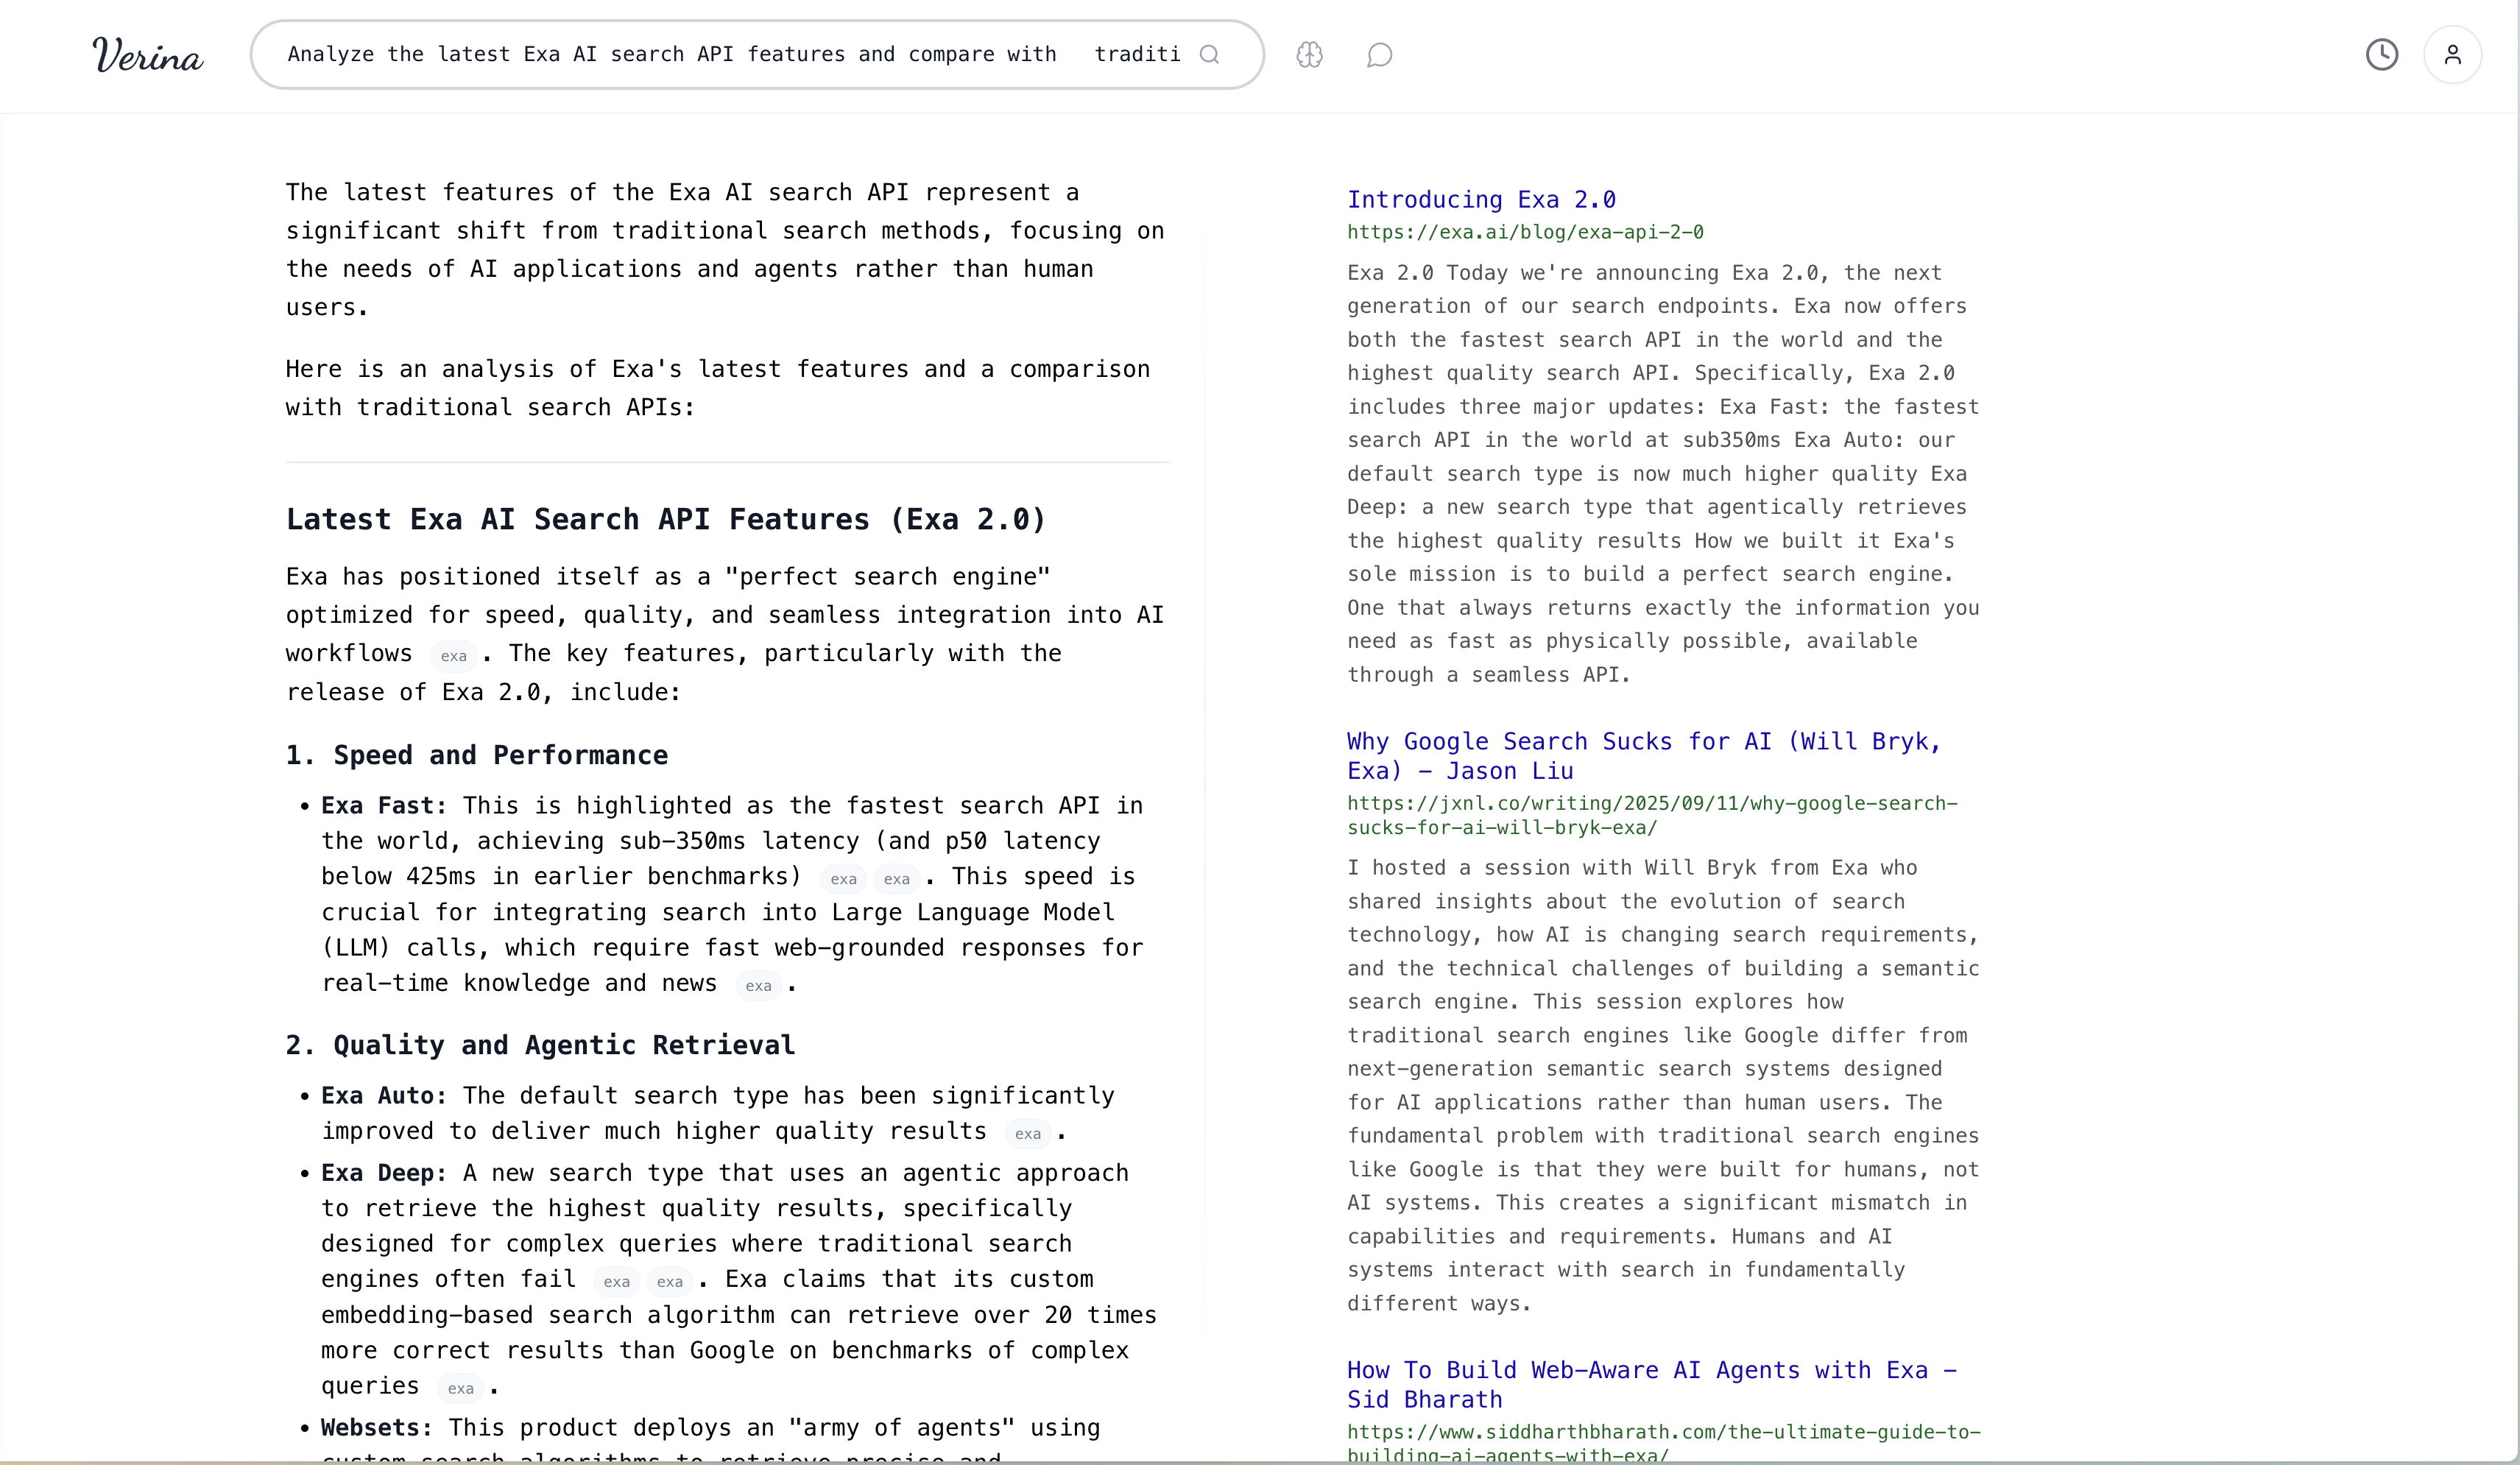 Verina
Analyze the latest Exa AI search API features and compare with traditi
The latest features of the Exa AI search API represent a
significant shift from traditional search methods, focusing on
the needs of AI applications and agents rather than human
users.
Here is an analysis of Exa's latest features and a comparison
with traditional search APIs:
Latest Exa AI Search API Features (Exa 2.0)
Exa has positioned itself as a "perfect search engine"
optimized for speed, quality, and seamless integration into AI
workflows exa. The key features, particularly with the
release of Exa 2.0, include:
1. Speed and Performance
• Exa Fast: This is highlighted as the fastest search API in
the world, achieving sub-350ms latency (and p50 latency
below 425ms in earlier benchmarks) exa exa. This speed is
crucial for integrating search into Large Language Model
(LLM) calls, which require fast web-grounded responses for
real-time knowledge and news exa.
2. Quality and Agentic Retrieval
• Exa Auto: The default search type has been significantly
improved to deliver much higher quality results exa.
• Exa Deep: A new search type that uses an agentic approach
to retrieve the highest quality results, specifically
designed for complex queries where traditional search
engines often fail exa exa. Exa claims that its custom
embedding-based search algorithm can retrieve over 20 times
more correct results than Google on benchmarks of complex
queries exa.
• Websets: This product deploys an "army of agents" using
custom search algorithms to retrieve precise and
Introducing Exa 2.0
https://exa.ai/blog/exa-api-2-0
Exa 2.0 Today we're announcing Exa 2.0, the next
generation of our search endpoints. Exa now offers
both the fastest search API in the world and the
highest quality search API. Specifically, Exa 2.0
includes three major updates: Exa Fast: the fastest
search API in the world at sub350ms Exa Auto: our
default search type is now much higher quality Exa
Deep: a new search type that agentically retrieves
the highest quality results How we built it Exa's
sole mission is to build a perfect search engine.
One that always returns exactly the information you
need as fast as physically possible, available
through a seamless API.
Why Google Search Sucks for AI (Will Bryk,
Exa) - Jason Liu
https://jxnl.co/writing/2025/09/11/why-google-search-
sucks-for-ai-will-bryk-exa/
I hosted a session with Will Bryk from Exa who
shared insights about the evolution of search
technology, how AI is changing search requirements,
and the technical challenges of building a semantic
search engine. This session explores how
traditional search engines like Google differ from
next-generation semantic search systems designed
for AI applications rather than human users. The
fundamental problem with traditional search engines
like Google is that they were built for humans, not
AI systems. This creates a significant mismatch in
capabilities and requirements. Humans and AI
systems interact with search in fundamentally
different ways.
How To Build Web-Aware AI Agents with Exa -
Sid Bharath
https://www.siddharthbharath.com/the-ultimate-guide-to-
building-ai-agents-with-exa/